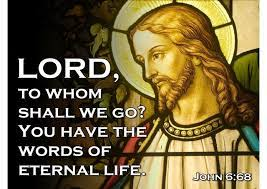 LORD,
TO WHOM
SHALL WE GO?
YOU HAVE THE
WORDS OF
ETERNAL LIFE.
JOHN 6:68